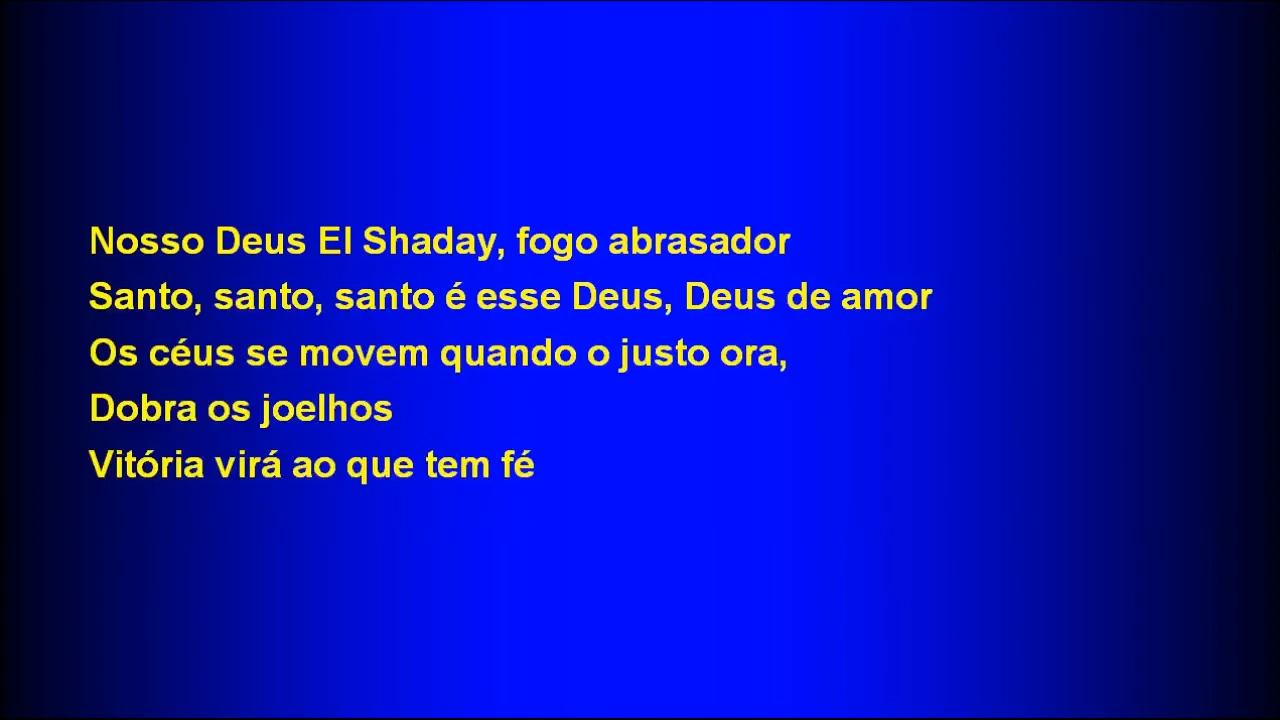 Nosso Deus El Shaday, fogo abrasador
Santo, santo, santo é esse Deus, Deus de amor
Os céus se movem quando o justo ora,
Dobra os joelhos
Vitória virá ao que tem fé